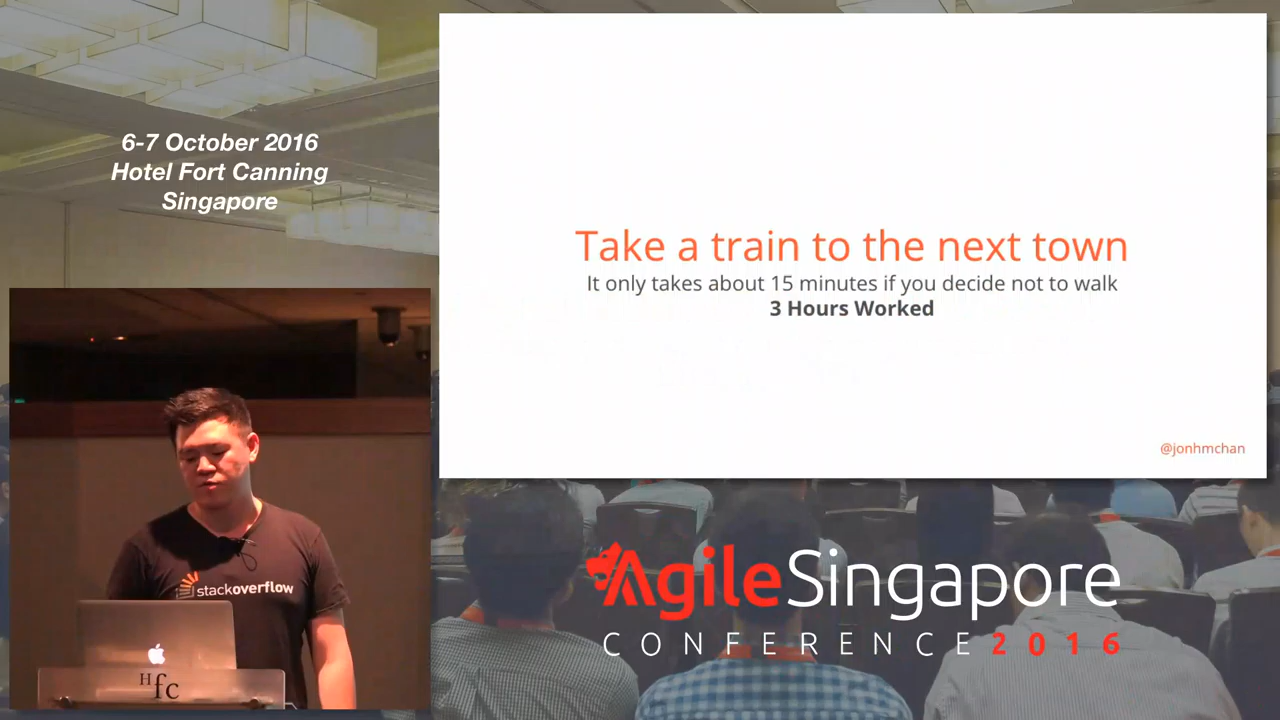 6-7 October 2016
Hotel Fort Canning
Singapore
Take a train to the next town
It only takes about 15 minutes if you decide not to walk
3 Hours Worked
@jonhmchan
stackoverflow
Hfc
AgileSingapore
CONFERENCE 2016